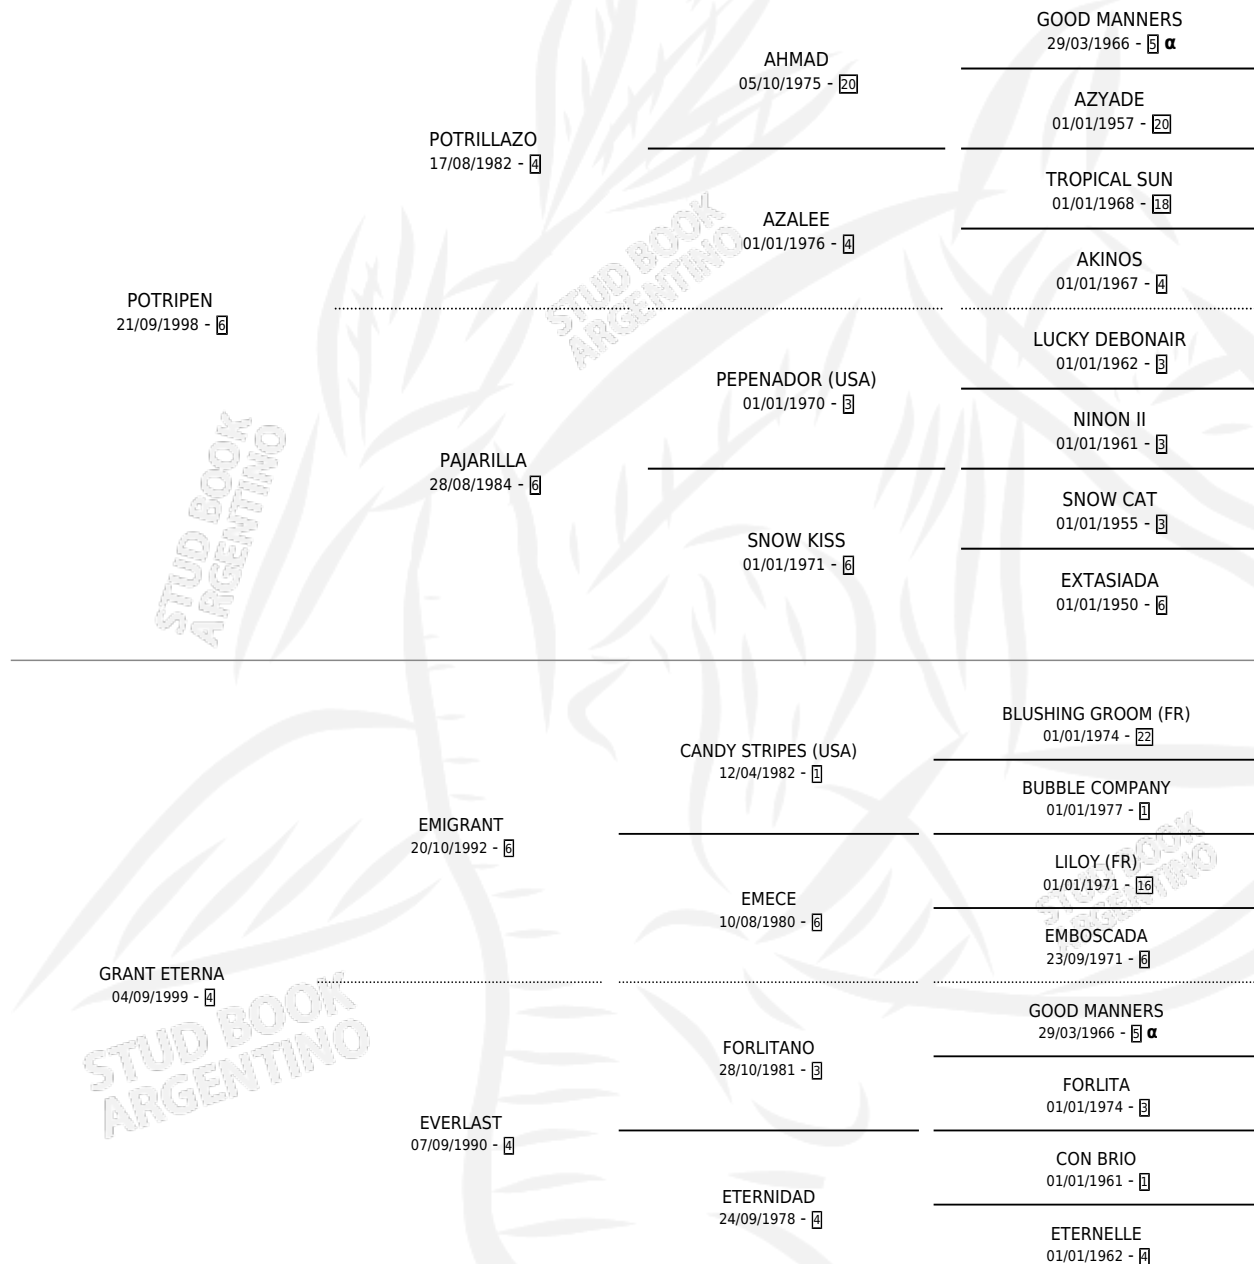 GOOD MANNERS
29/03/1966 - 5 α
AHMAD
05/10/1975 - 20
AZYADE
01/01/1957 - 20
POTRILLAZO
17/08/1982 - 4
TROPICAL SUN
01/01/1968 - 18
AZALEE
01/01/1976 - 4
AKINOS
01/01/1967 - 4
POTRIPEN
21/09/1998 - 6
LUCKY DEBONAIR
01/01/1962 - 3
PEPENADOR (USA)
01/01/1970 - 3
NINON II
01/01/1961 - 3
PAJARILLA
28/08/1984 - 6
SNOW CAT
01/01/1955 - 3
SNOW KISS
01/01/1971 - 6
EXTASIADA
01/01/1950 - 6
STUD BOOK
ARGENTINO
STUD BOOK
ARGENTINO
BLUSHING GROOM (FR)
01/01/1974 - 22
CANDY STRIPES (USA)
12/04/1982 - 1
BUBBLE COMPANY
01/01/1977 - 1
EMIGRANT
20/10/1992 - 6
LILOY (FR)
01/01/1971 - 16
EMECE
10/08/1980 - 6
EMBOSCADA
23/09/1971 - 6
GRANT ETERNA
04/09/1999 - 4
GOOD MANNERS
29/03/1966 - 5 α
FORLITANO
28/10/1981 - 3
FORLITA
01/01/1974 - 3
EVERLAST
07/09/1990 - 4
CON BRIO
01/01/1961 - 1
ETERNIDAD
24/09/1978 - 4
ETERNELLE
01/01/1962 - 4
STUD BOOK
ARGENTINO
STUD BOOK
ARGENTINO